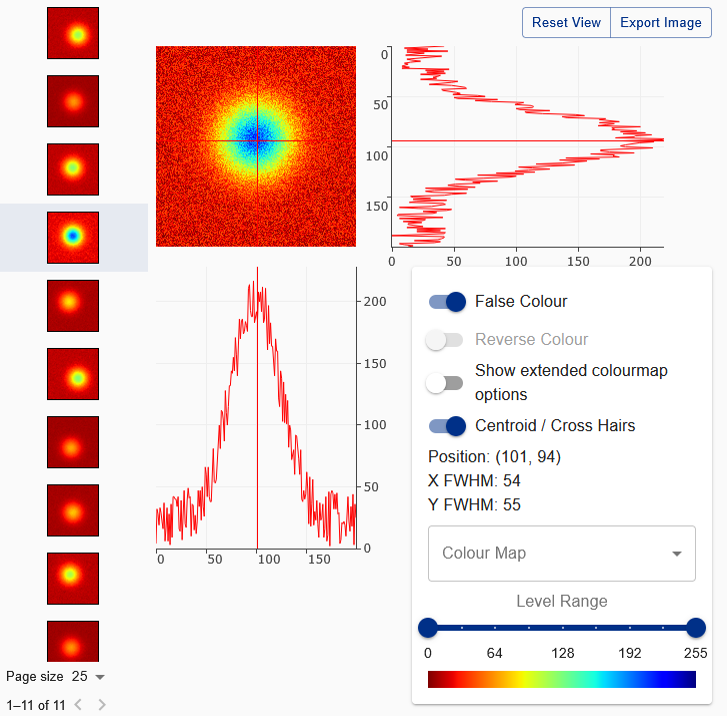 Reset View
Export Image
0
50
100
150
0
50
100
150
200
200
150
100
50
0
0
50
100
150
False Colour
Reverse Colour
Show extended colourmap
options
Centroid / Cross Hairs
Position: (101, 94)
X FWHM: 54
Y FWHM: 55
Colour Map
Level Range
0
64
128
192
255
Page size 25
1–11 of 11